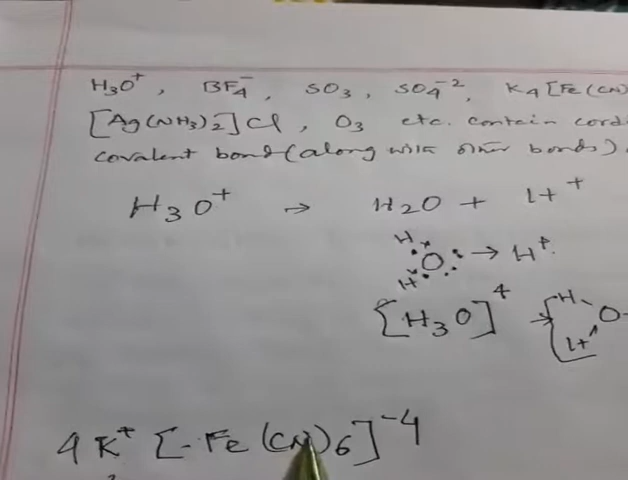 H₃O⁺, BF₄⁻, SO₃, SO₄⁻², K₄[Fe(CN)
[Ag(NH₃)₂]Cl, O₃ etc. contain cord
covalent bond (along with other bonds).
H₃O⁺ → H₂O + H⁺
H
O → H⁺.
H
[H₃O]⁺ → [H O
H
4K⁺ [Fe(CN)6]⁻⁴